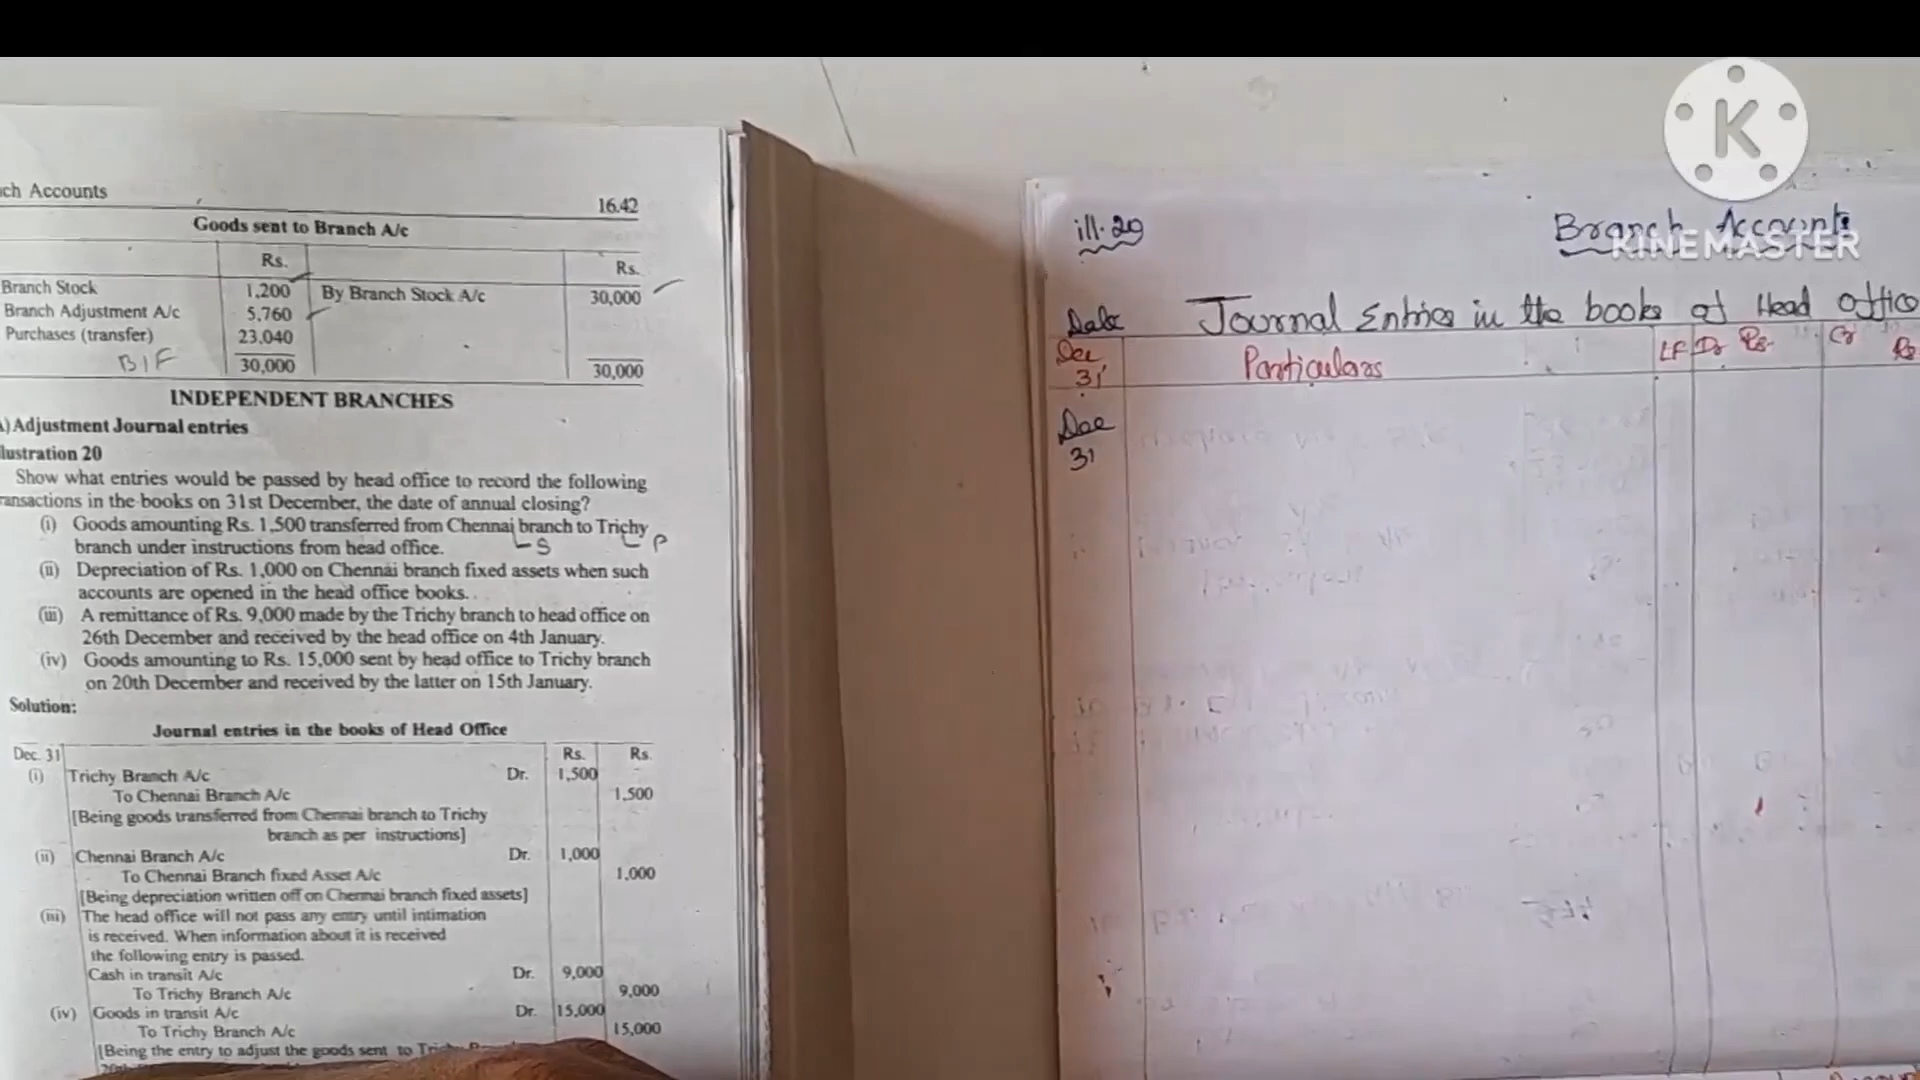 ch Accounts
16.42
Goods sent to Branch A/c
Rs.
Rs.
Branch Stock 1,200 By Branch Stock A/c 30,000
Branch Adjustment A/c 5,760
Purchases (transfer) 23,040
BIF 30,000 30,000
INDEPENDENT BRANCHES
) Adjustment Journal entries
lustration 20
Show what entries would be passed by head office to record the following
ransactions in the books on 31st December, the date of annual closing?
(i) Goods amounting Rs. 1,500 transferred from Chennai branch to Trichy
branch under instructions from head office.
S P
(ii) Depreciation of Rs. 1,000 on Chennai branch fixed assets when such
accounts are opened in the head office books.
(iii) A remittance of Rs. 9,000 made by the Trichy branch to head office on
26th December and received by the head office on 4th January.
(iv) Goods amounting to Rs. 15,000 sent by head office to Trichy branch
on 20th December and received by the latter on 15th January.
Solution:
Journal entries in the books of Head Office
Dec. 31 Rs. Rs.
(i) Trichy Branch A/c Dr. 1,500
To Chennai Branch A/c 1,500
[Being goods transferred from Chennai branch to Trichy
branch as per instructions]
(ii) Chennai Branch A/c Dr. 1,000
To Chennai Branch fixed Asset A/c 1,000
[Being depreciation written off on Chennai branch fixed assets]
(iii) The head office will not pass any entry until intimation
is received. When information about it is received
the following entry is passed.
Cash in transit A/c Dr. 9,000
To Trichy Branch A/c 9,000
(iv) Goods in transit A/c Dr. 15,000
To Trichy Branch A/c 15,000
[Being the entry to adjust the goods sent to
K
KINEMASTER
ill. 20
Branch Accounts
Journal Entries in the books of Head Office
Date
Dec
31
Particulars LF Dr Rs. Cr Rs
Dec
31